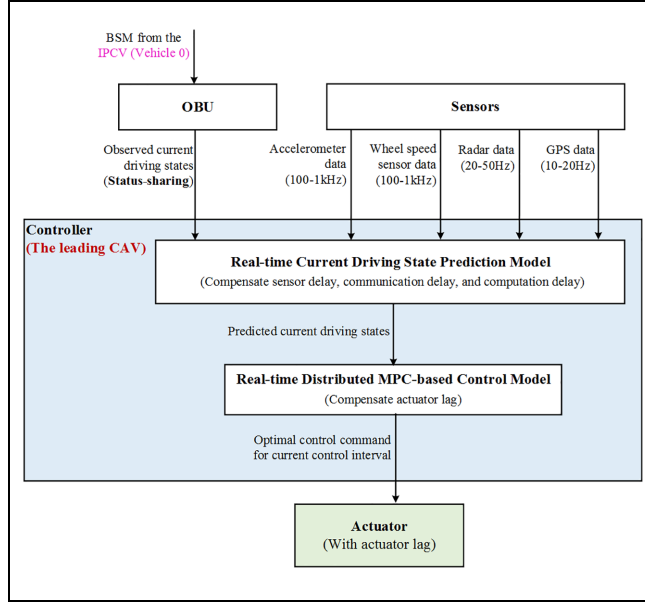 BSM from the
IPCV (Vehicle 0)
OBU
Sensors
Observed current
driving states
(Status-sharing)
Accelerometer
data
(100-1kHz)
Wheel speed
sensor data
(100-1kHz)
Radar data
(20-50Hz)
GPS data
(10-20Hz)
Controller
(The leading CAV)
Real-time Current Driving State Prediction Model
(Compensate sensor delay, communication delay, and computation delay)
Predicted current driving states
Real-time Distributed MPC-based Control Model
(Compensate actuator lag)
Optimal control command
for current control interval
Actuator
(With actuator lag)